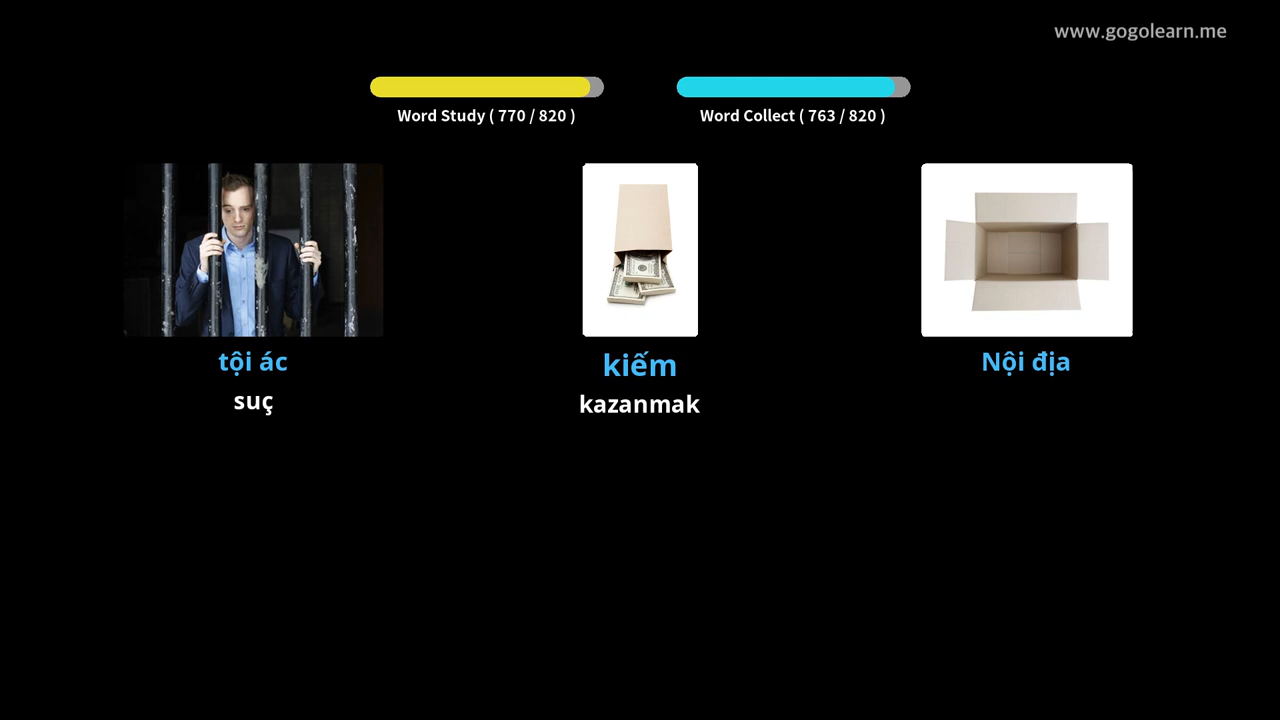 www.gogolearn.me
Word Study ( 770 / 820 )
Word Collect ( 763 / 820 )
tội ác
kiếm
Nội địa
suç
kazanmak